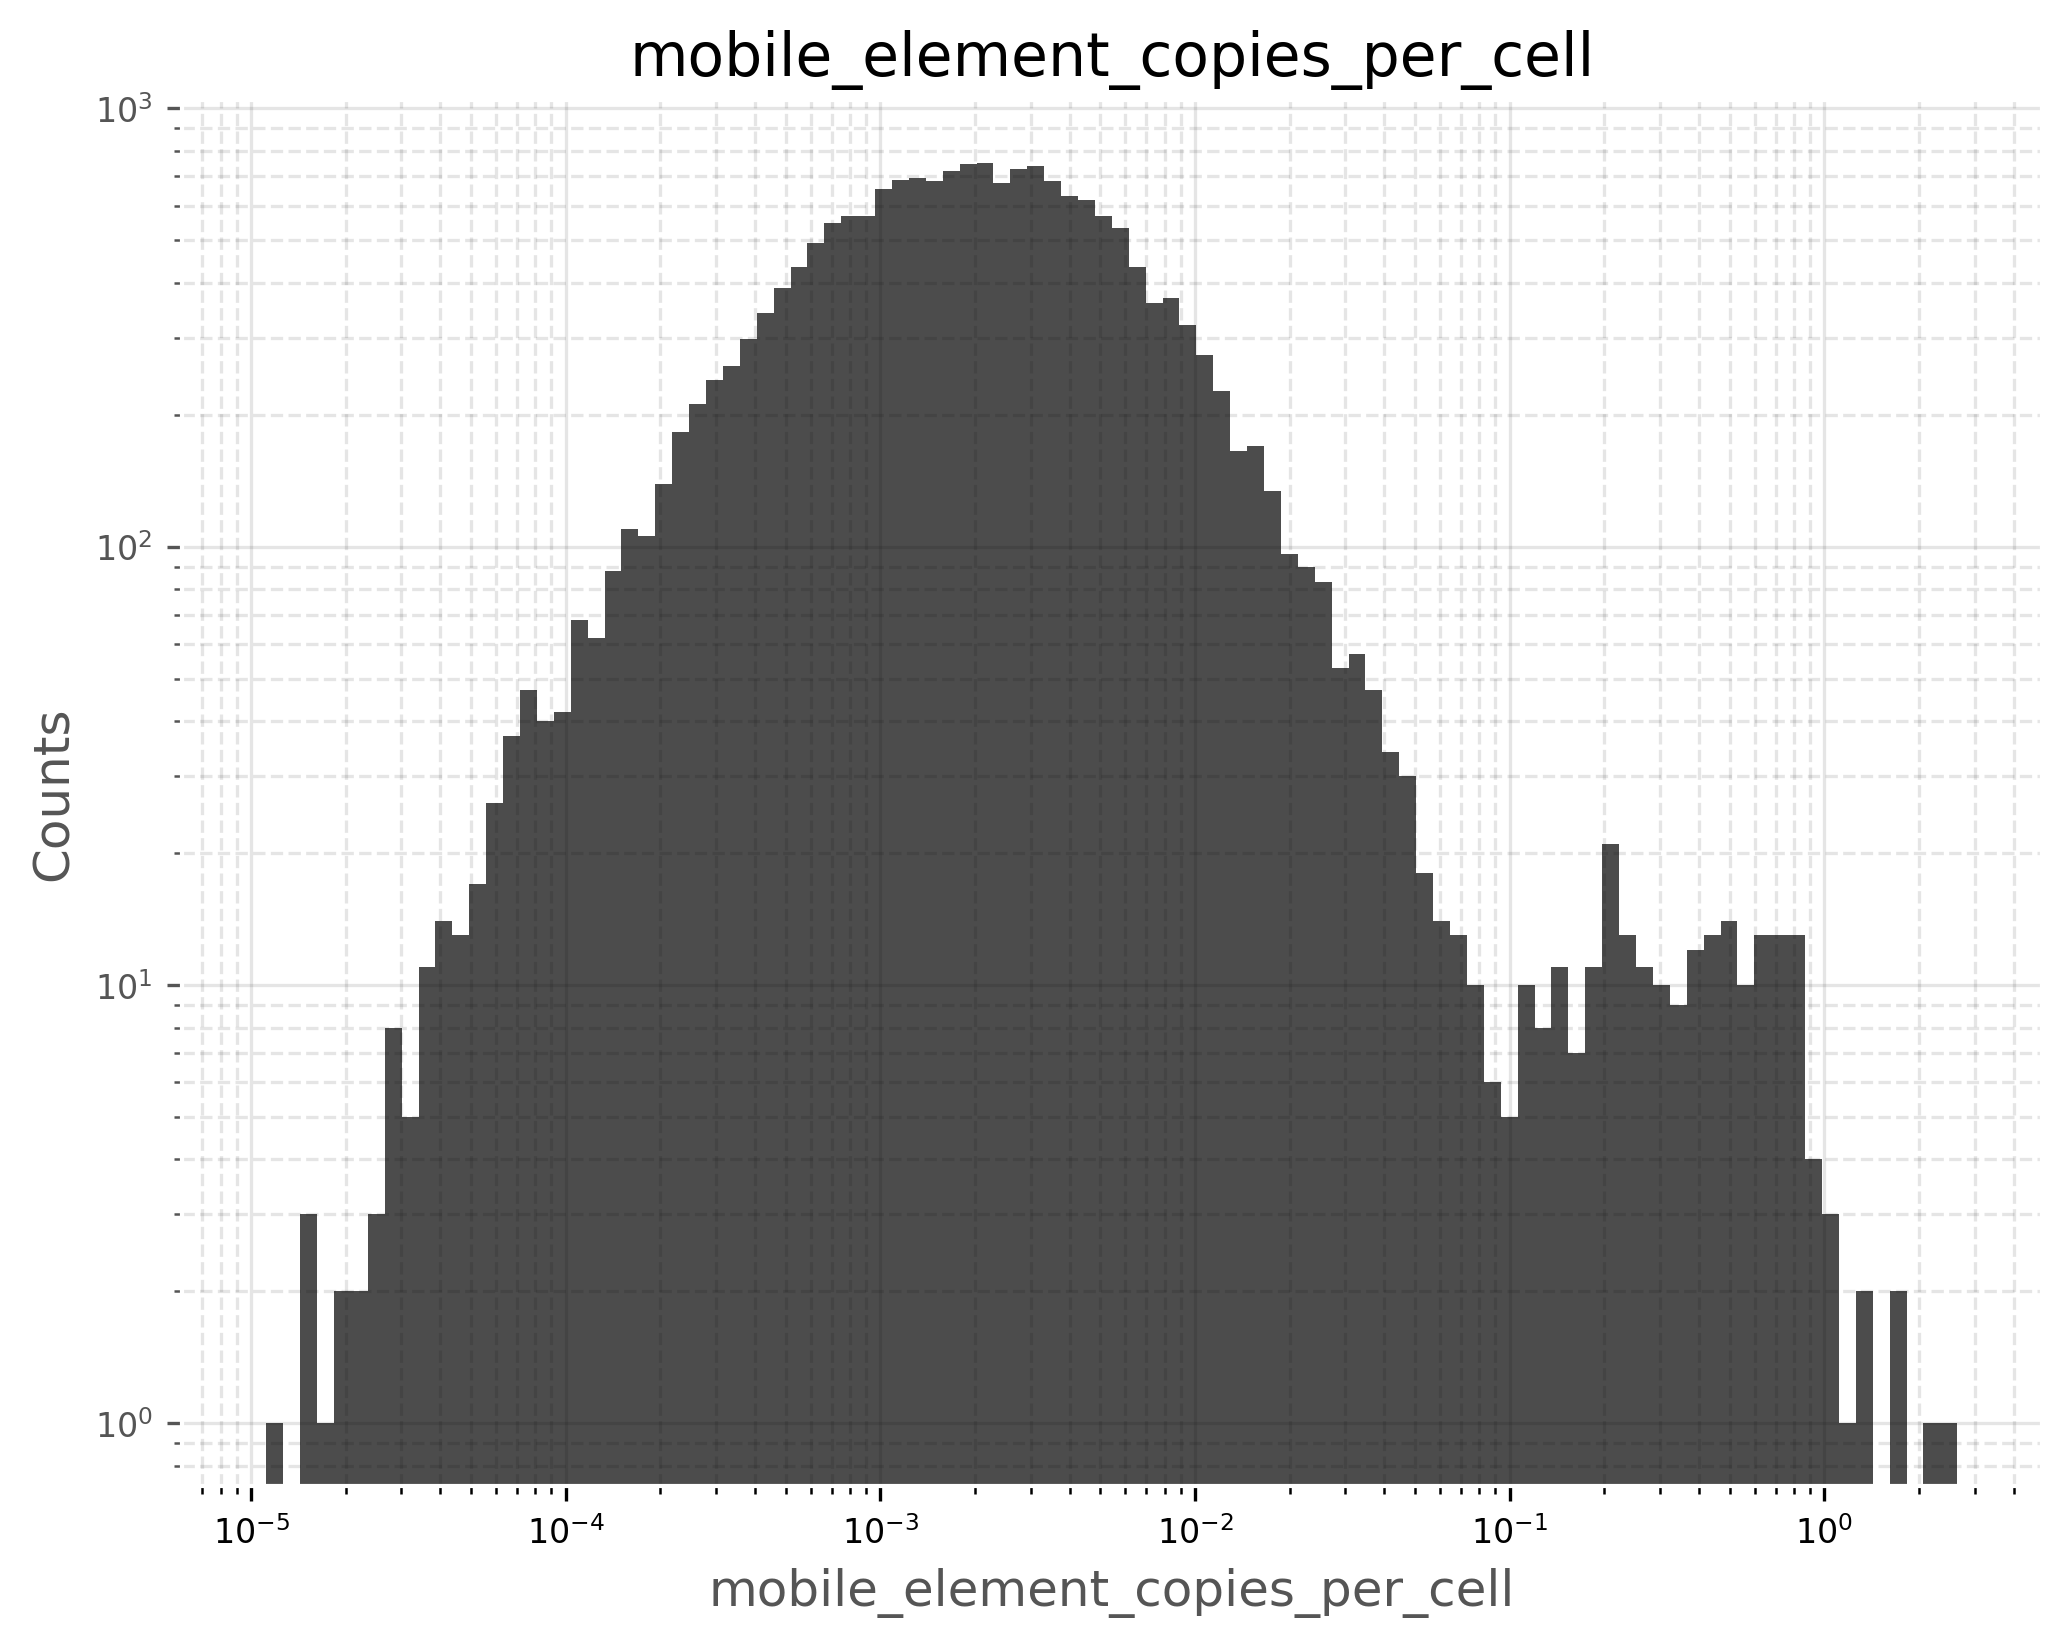 mobile_element_copies_per_cell
10³
10²
10¹
10⁰
Counts
10⁻⁵ 10⁻⁴ 10⁻³ 10⁻² 10⁻¹ 10⁰
mobile_element_copies_per_cell